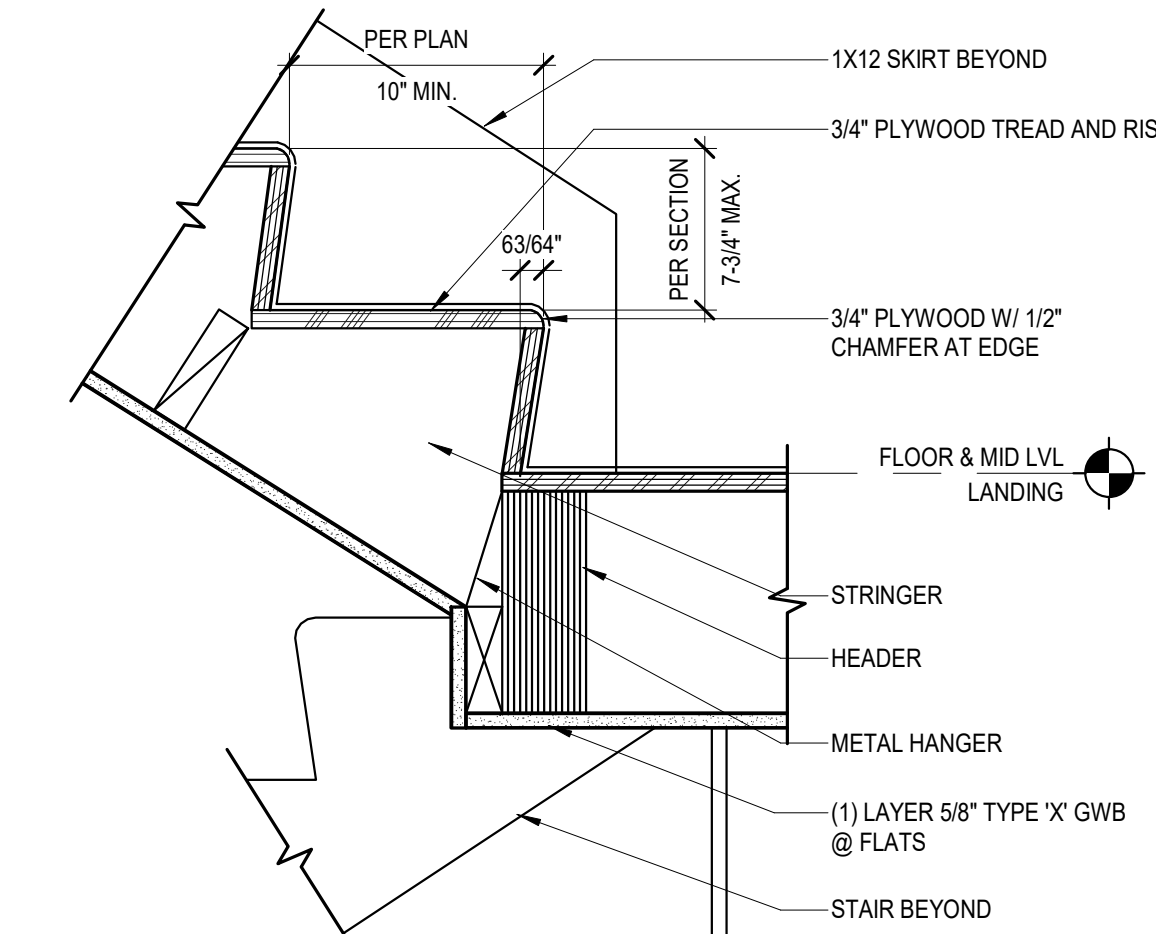 PER PLAN
10" MIN.
1X12 SKIRT BEYOND
3/4" PLYWOOD TREAD AND RIS
PER SECTION
7-3/4" MAX.
63/64"
3/4" PLYWOOD W/ 1/2"
CHAMFER AT EDGE
FLOOR & MID LVL
LANDING
STRINGER
HEADER
METAL HANGER
(1) LAYER 5/8" TYPE 'X' GWB
@ FLATS
STAIR BEYOND